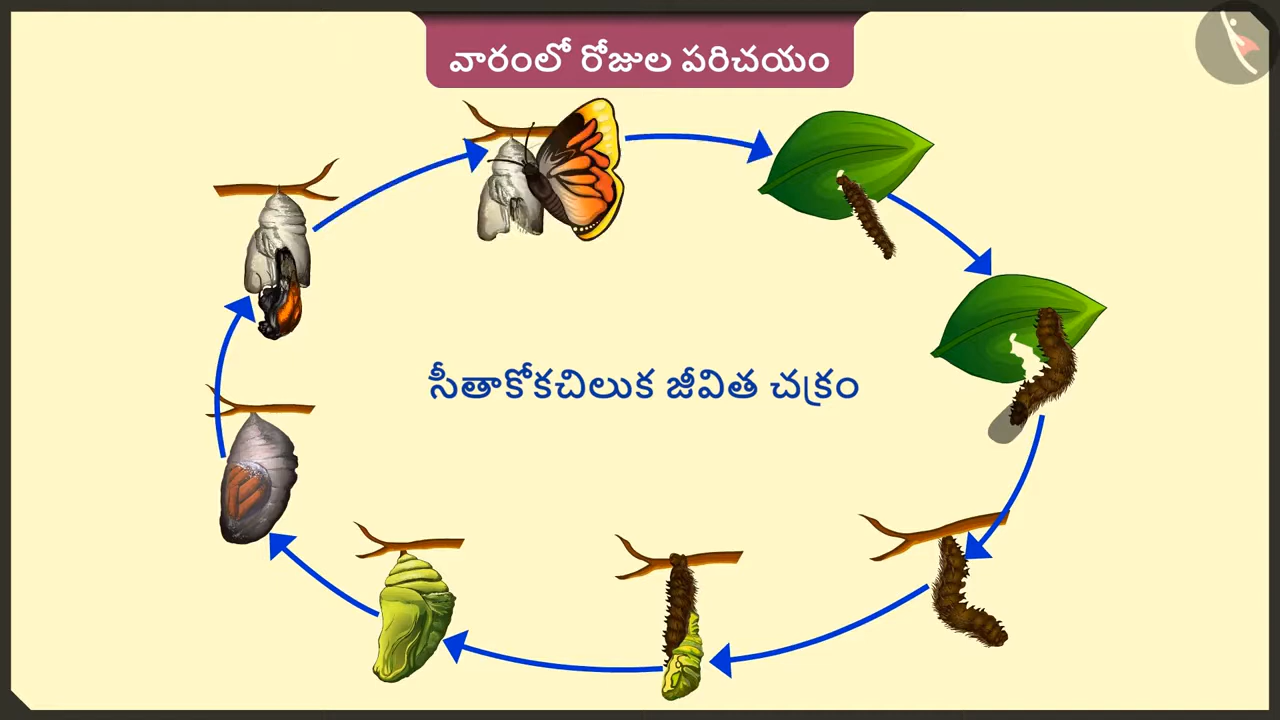 వారంలో రోజుల పరిచయం
సీతాకోకచిలుక జీవిత చక్రం